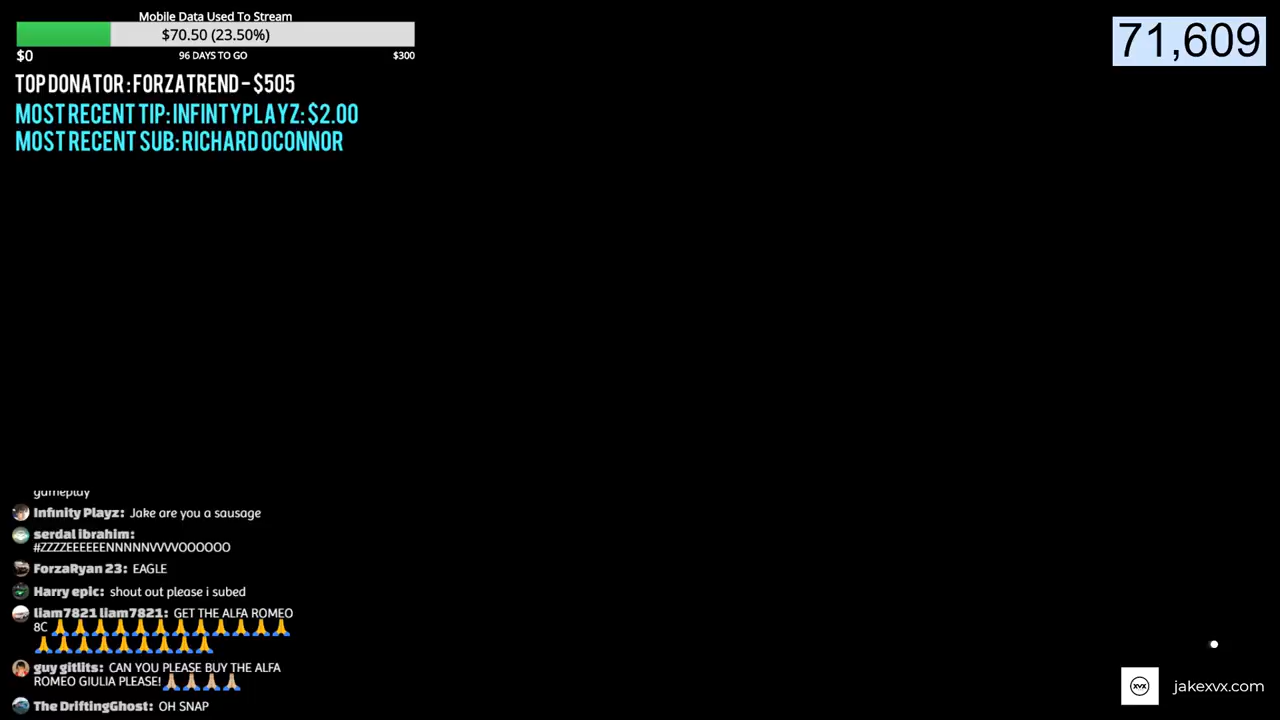 Mobile Data Used To Stream
$70.50 (23.50%)
$0
96 DAYS TO GO
$300
71,609
TOP DONATOR : FORZATREND - $505
MOST RECENT TIP: INFINTYPLAYZ: $2.00
MOST RECENT SUB: RICHARD OCONNOR
gameplay
Infinity Playz: Jake are you a sausage
serdal ibrahim:
#ZZZZEEEEEENNNNNVVVVOOOOOO
ForzaRyan 23: EAGLE
Harry epic: shout out please i subed
liam7821 liam7821: GET THE ALFA ROMEO
8C 🙏🙏🙏🙏🙏🙏🙏🙏🙏🙏🙏🙏
🙏🙏🙏🙏🙏🙏🙏🙏🙏
guy gitlits: CAN YOU PLEASE BUY THE ALFA
ROMEO GIULIA PLEASE!🙏🏼🙏🏼🙏🏼🙏🏼
The DriftingGhost: OH SNAP
XVX
jakexvx.com